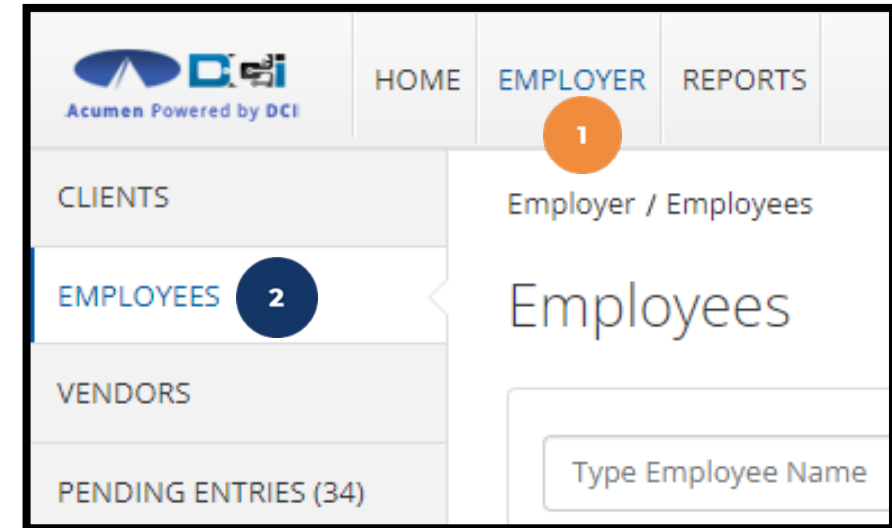 DCI
Acumen Powered by DCI
HOME
EMPLOYER
REPORTS
1
CLIENTS
Employer / Employees
EMPLOYEES
2
Employees
VENDORS
Type Employee Name
PENDING ENTRIES (34)